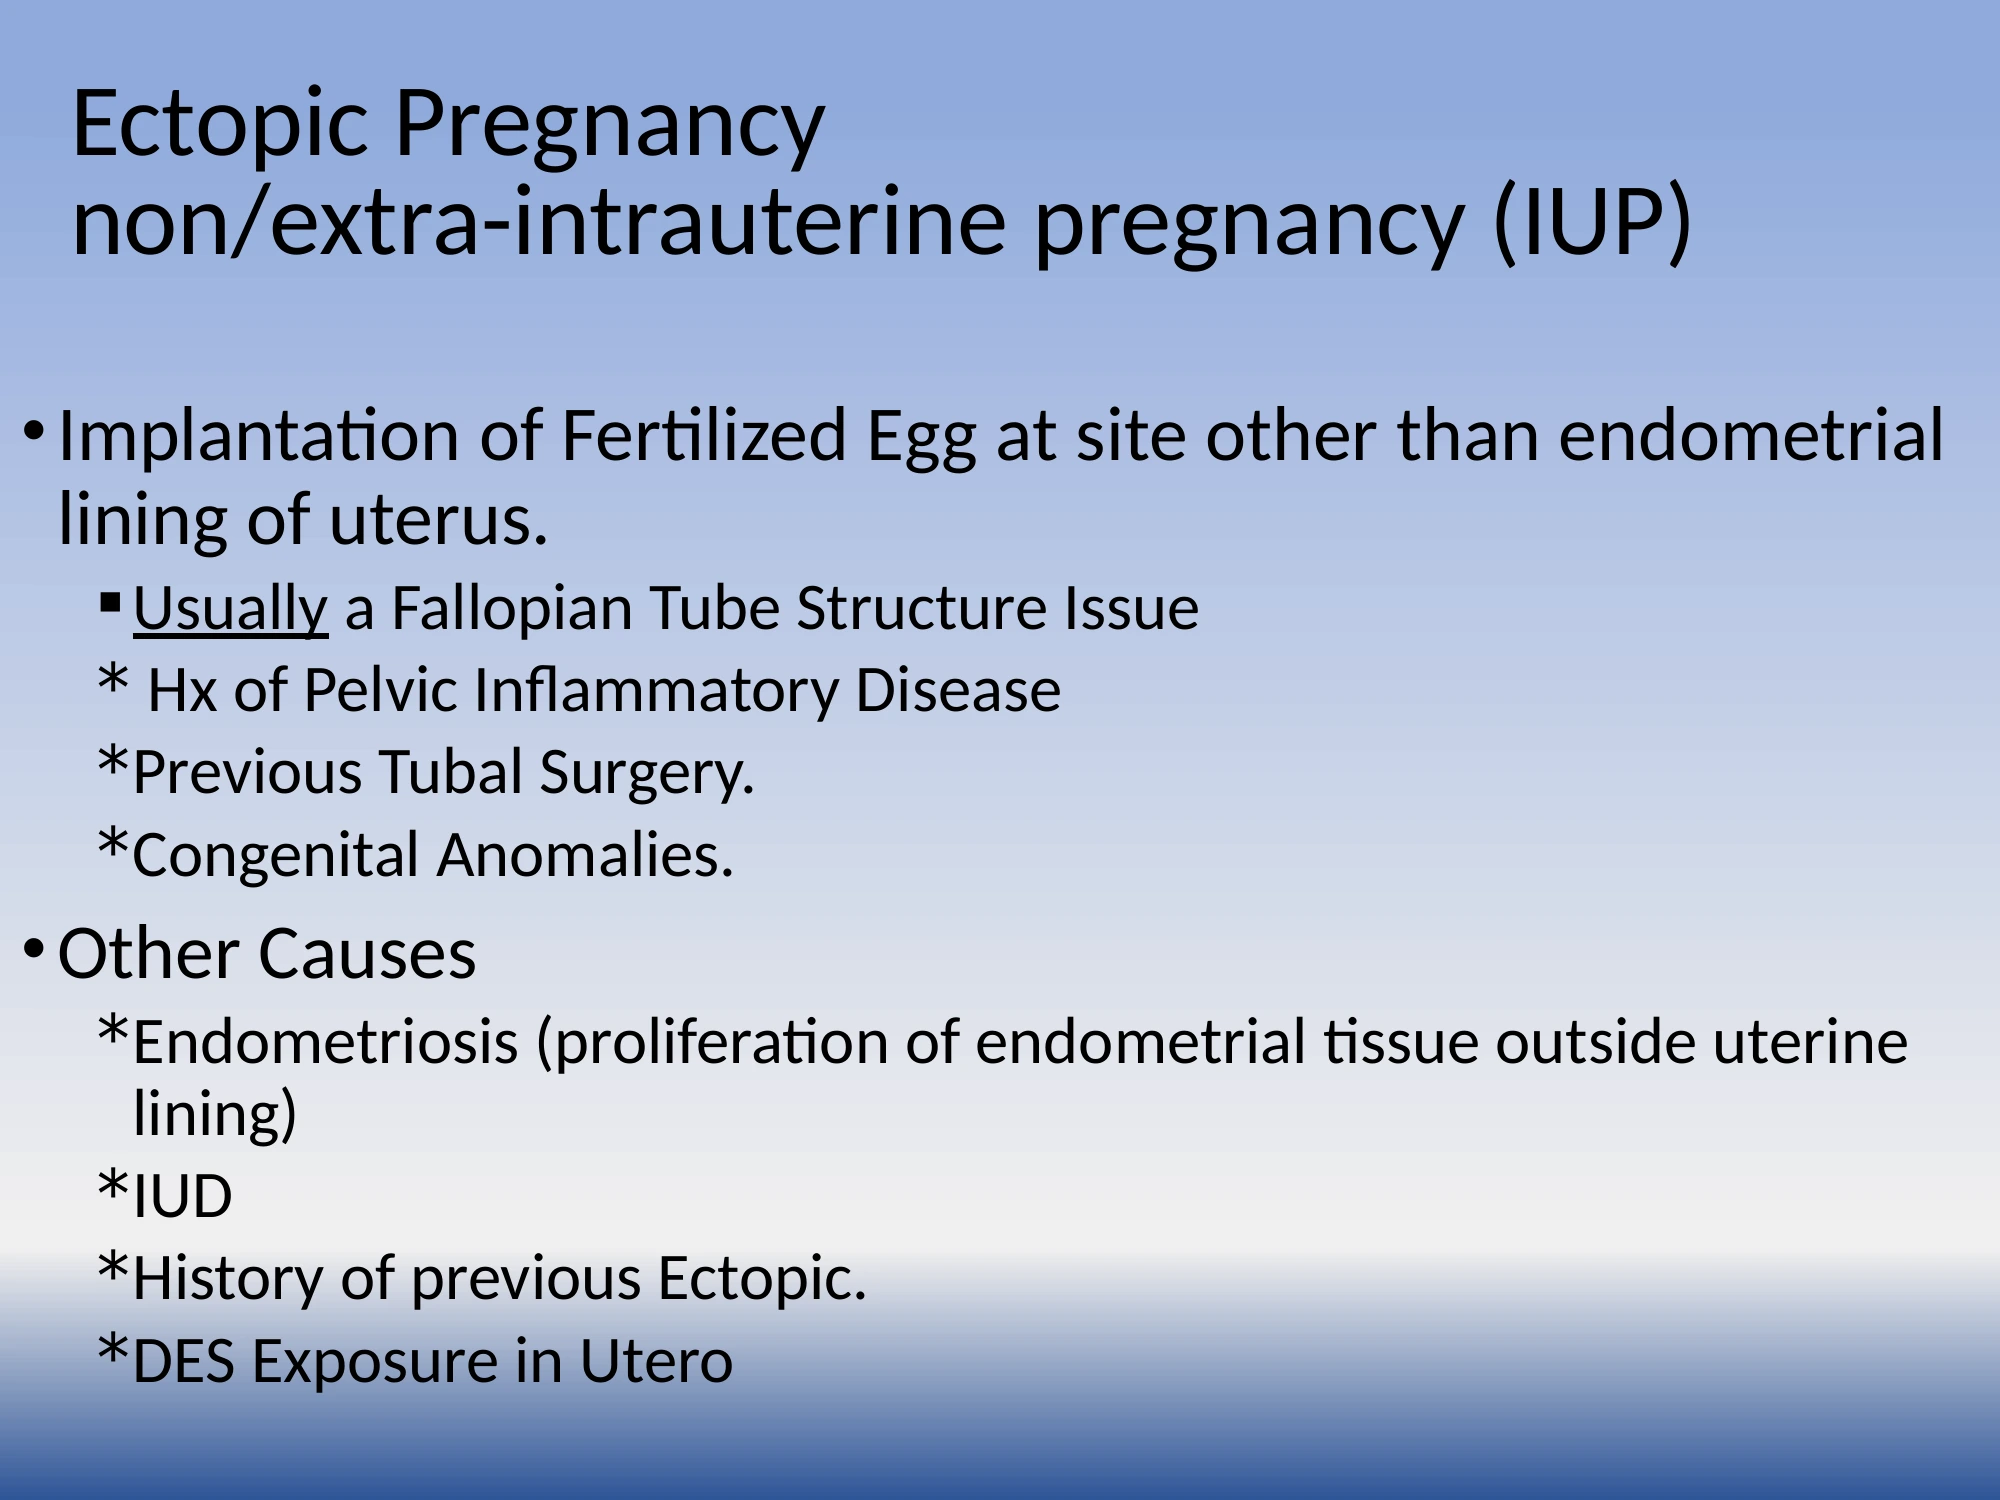 Ectopic Pregnancy
non/extra-intrauterine pregnancy (IUP)
• Implantation of Fertilized Egg at site other than endometrial
lining of uterus.
▪ Usually a Fallopian Tube Structure Issue
* Hx of Pelvic Inflammatory Disease
*Previous Tubal Surgery.
*Congenital Anomalies.
• Other Causes
*Endometriosis (proliferation of endometrial tissue outside uterine
lining)
*IUD
*History of previous Ectopic.
*DES Exposure in Utero